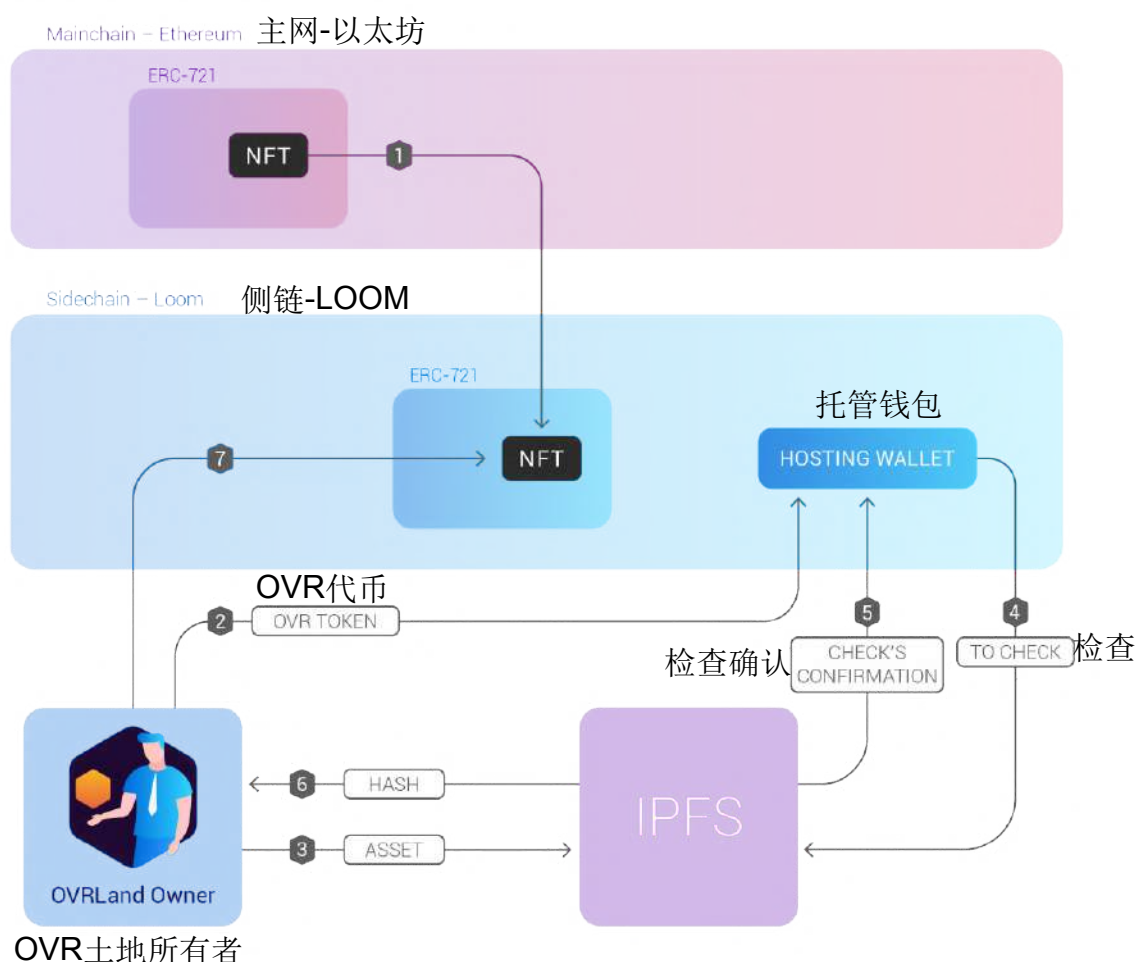 Mainchain – Ethereum 主网-以太坊
ERC-721
NFT
1
Sidechain – Loom 侧链-LOOM
ERC-721
托管钱包
7
NFT
HOSTING WALLET
OVR代币
2
OVR TOKEN
5
4
检查确认
CHECK'S
CONFIRMATION
TO CHECK
检查
6
HASH
IPFS
3
ASSET
OVRLand Owner
OVR土地所有者